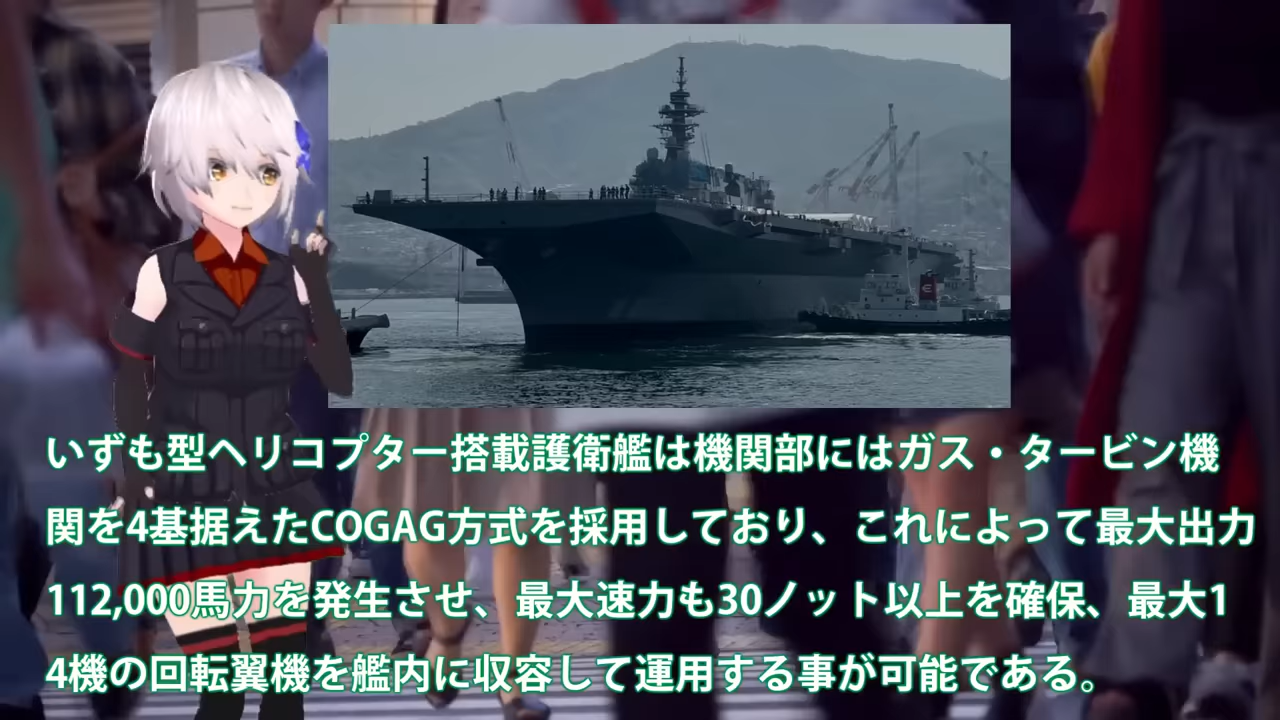 いずも型ヘリコプター搭載護衛艦は機関部にはガス・タービン機
関を4基据えたCOGAG方式を採用しており、これによって最大出力
112,000馬力を発生させ、最大速力も30ノット以上を確保、最大1
4機の回転翼機を艦内に収容して運用する事が可能である。